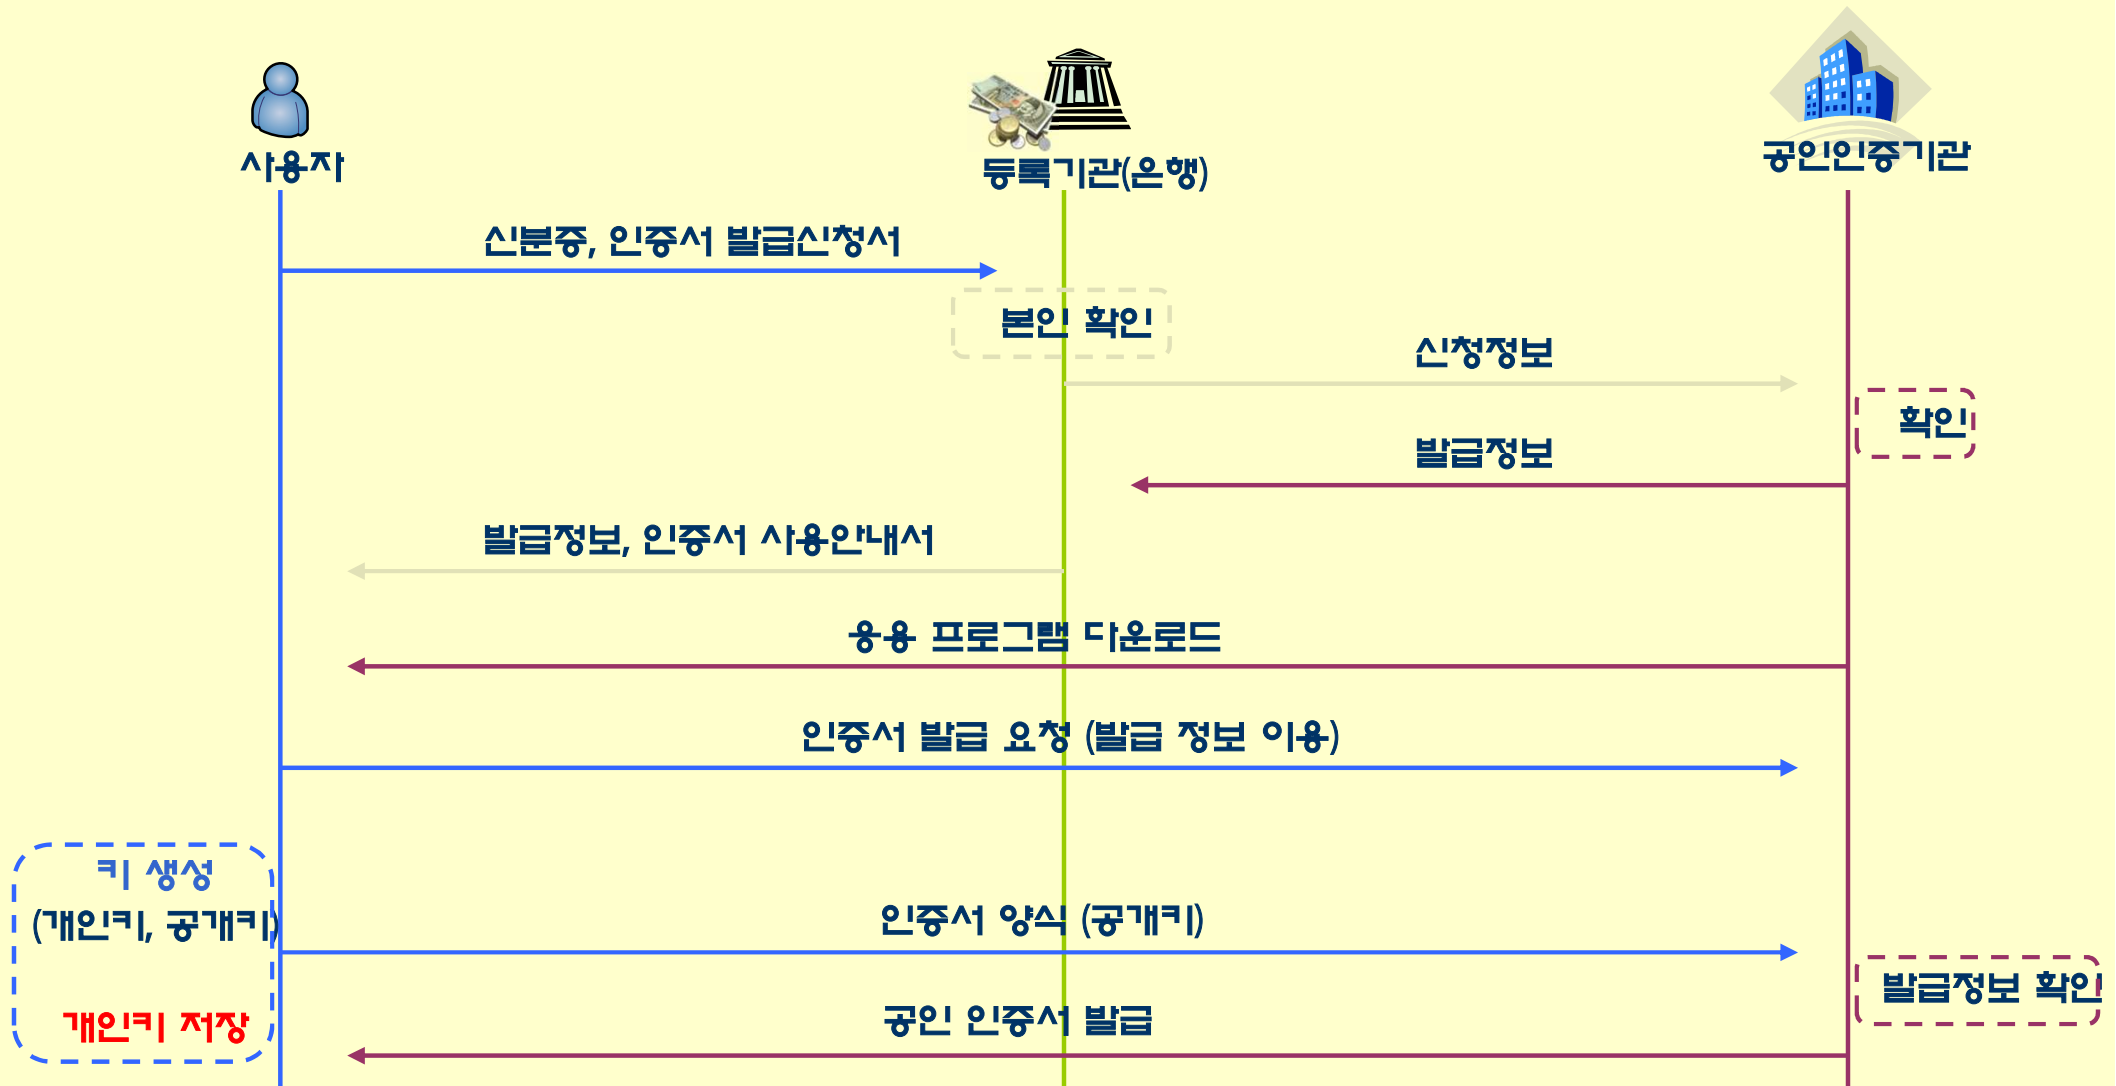 사용자
등록기관(은행)
공인인증기관
신분증, 인증서 발급신청서
본인 확인
신청정보
확인
발급정보
발급정보, 인증서 사용안내서
응용 프로그램 다운로드
인증서 발급 요청 (발급 정보 이용)
키 생성
(개인키, 공개키)
인증서 양식 (공개키)
발급정보 확인
개인키 저장
공인 인증서 발급